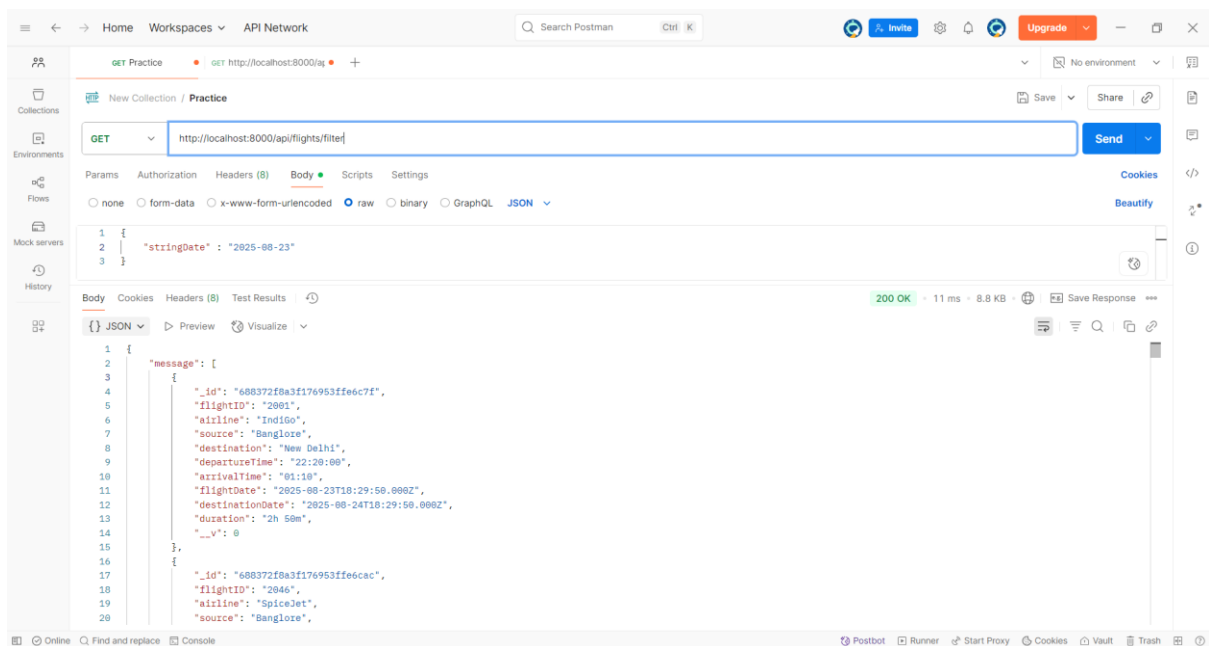 Home Workspaces API Network Search Postman Ctrl K Invite Upgrade
GET Practice GET http://localhost:8000/ap No environment
Collections New Collection / Practice Save Share
GET http://localhost:8000/api/flights/filter Send
Environments
Params Authorization Headers (8) Body Scripts Settings Cookies
Flows none form-data x-www-form-urlencoded raw binary GraphQL JSON Beautify
Mock servers
1 {
2 "stringDate" : "2025-08-23"
3 }
History
Body Cookies Headers (8) Test Results 200 OK 11 ms 8.8 KB Save Response
{} JSON Preview Visualize
1 {
2 "message": [
3 {
4 "_id": "688372f8a3f176953ffe6c7f",
5 "flightID": "2001",
6 "airline": "IndiGo",
7 "source": "Banglore",
8 "destination": "New Delhi",
9 "departureTime": "22:20:00",
10 "arrivalTime": "01:10",
11 "flightDate": "2025-08-23T18:29:50.000Z",
12 "destinationDate": "2025-08-24T18:29:50.000Z",
13 "duration": "2h 50m",
14 "__v": 0
15 },
16 {
17 "_id": "688372f8a3f176953ffe6cac",
18 "flightID": "2046",
19 "airline": "SpiceJet",
20 "source": "Banglore",
Online Find and replace Console Postbot Runner Start Proxy Cookies Vault Trash